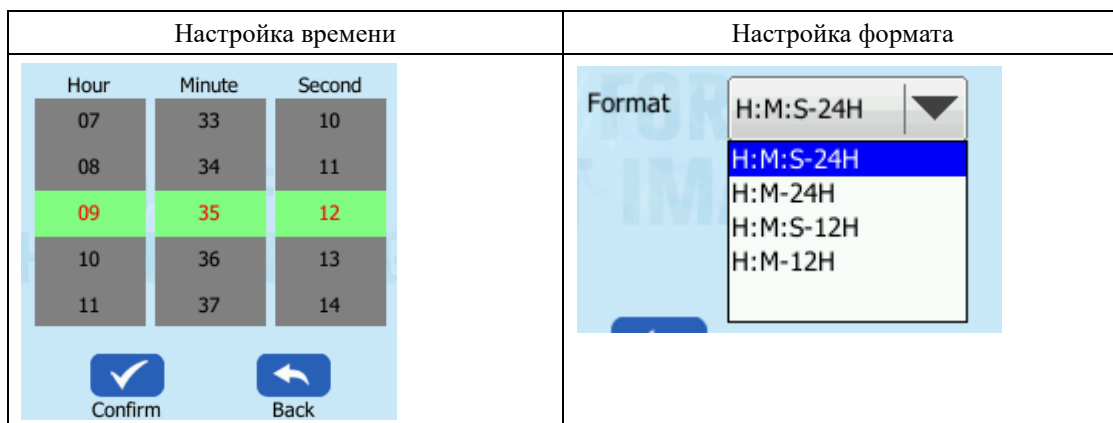 Настройка времени
Настройка формата
Hour Minute Second
07 33 10
08 34 11
09 35 12
10 36 13
11 37 14
Confirm Back
Format H:M:S-24H
H:M:S-24H
H:M-24H
H:M:S-12H
H:M-12H